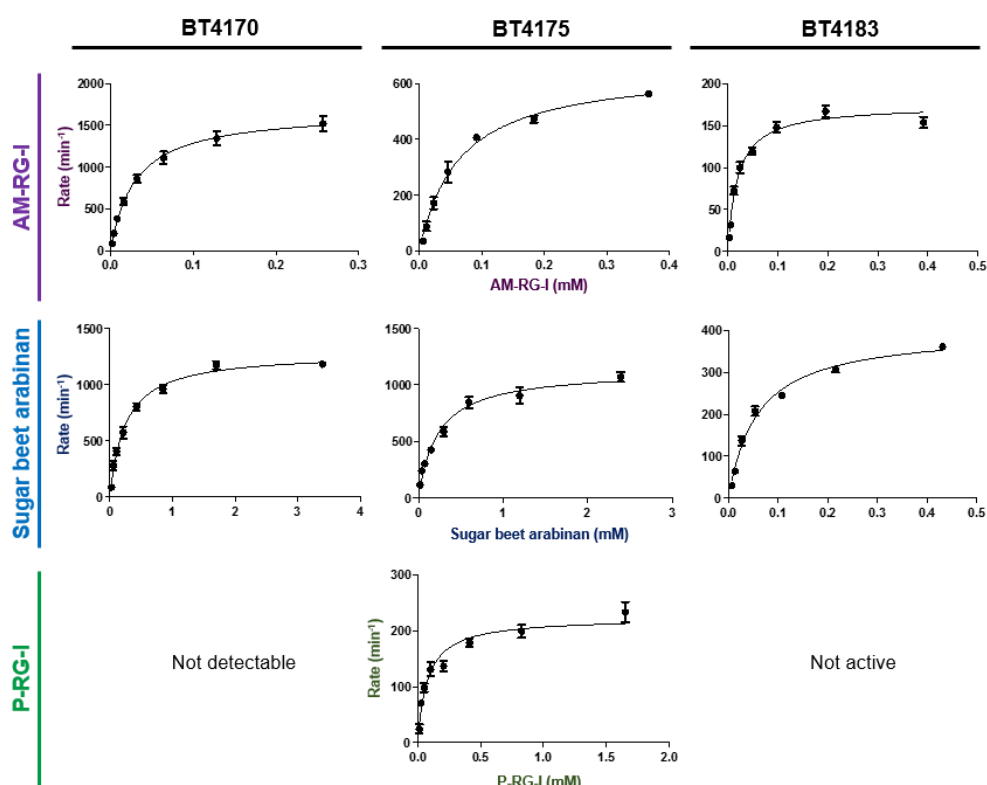 BT4170 BT4175 BT4183
AM-RG-I
Rate (min-1)
2000
1500
1000
500
0
0.0 0.1 0.2 0.3
600
400
200
0
0.0 0.1 0.2 0.3 0.4
AM-RG-I (mM)
200
150
100
50
0
0.0 0.1 0.2 0.3 0.4 0.5
Sugar beet arabinan
Rate (min-1)
1500
1000
500
0
0 1 2 3 4
1500
1000
500
0
0 1 2 3
Sugar beet arabinan (mM)
400
300
200
100
0
0.0 0.1 0.2 0.3 0.4 0.5
P-RG-I
Not detectable
Rate (min-1)
300
200
100
0
0.0 0.5 1.0 1.5 2.0
P-RG-I (mM)
Not active